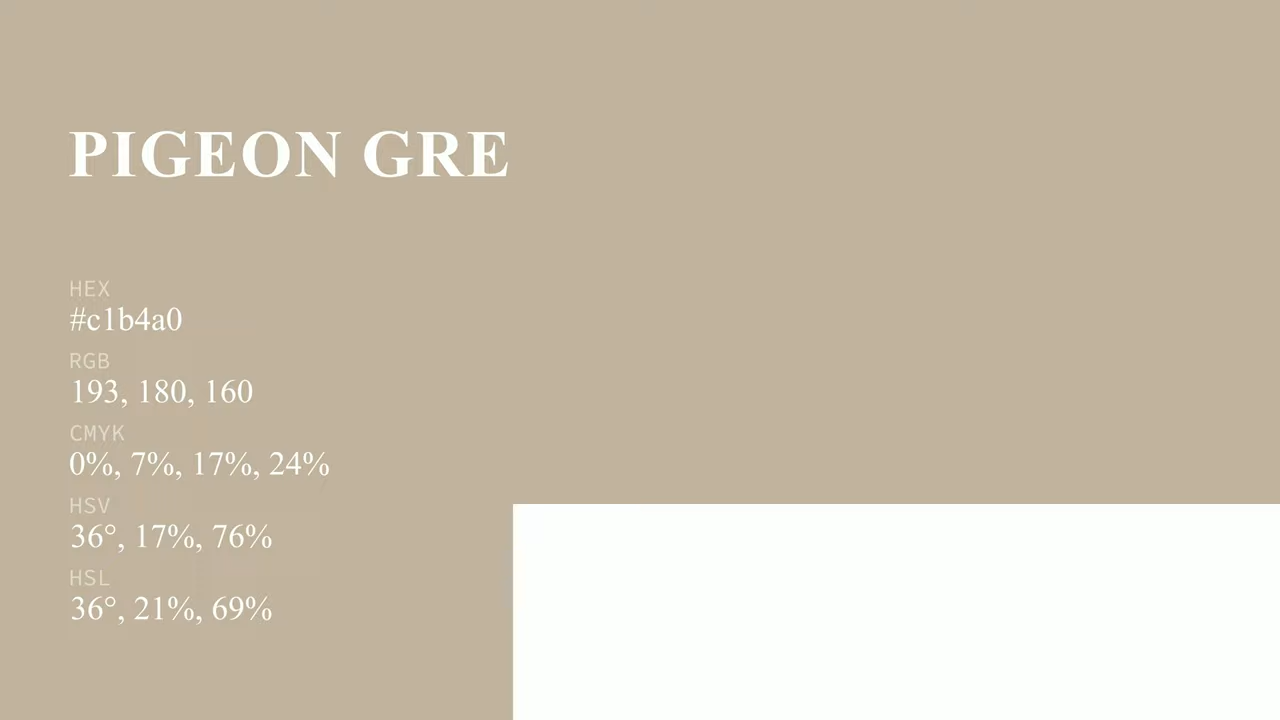 PIGEON GRE
HEX
#c1b4a0
RGB
193, 180, 160
CMYK
0%, 7%, 17%, 24%
HSV
36°, 17%, 76%
HSL
36°, 21%, 69%